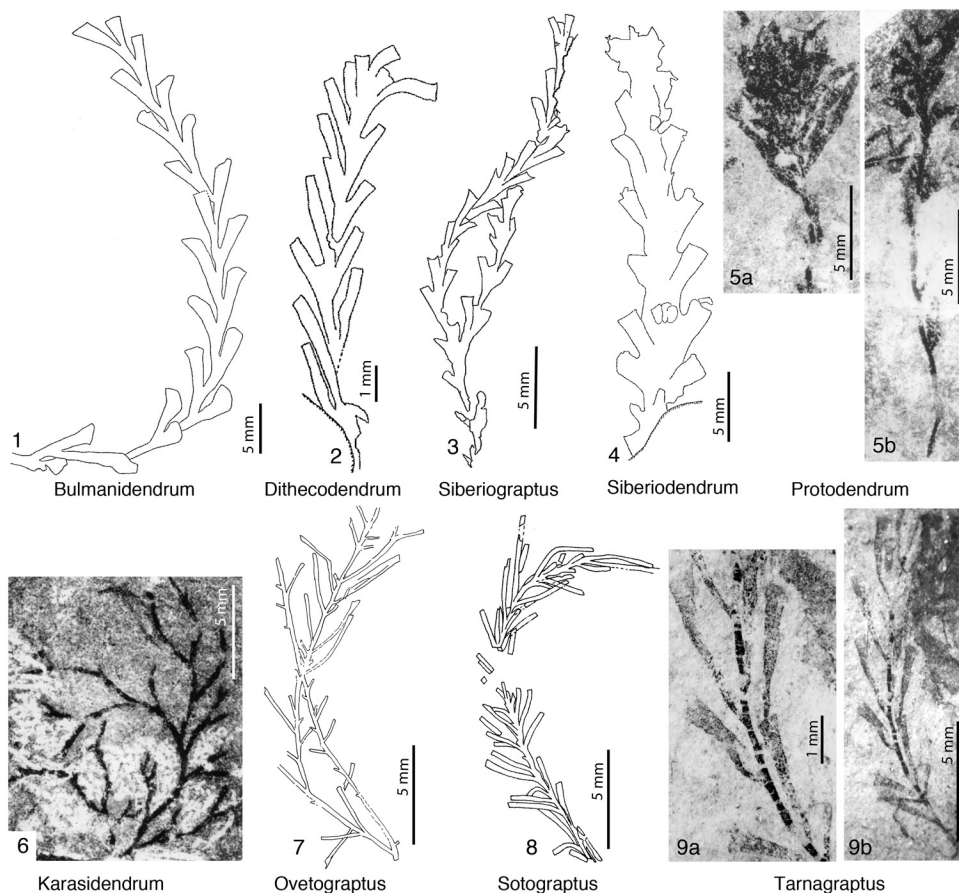 1
5 mm
Bulmanidendrum
2
1 mm
Dithecodendrum
3
5 mm
Siberiograptus
4
5 mm
Siberiodendrum
5a
5 mm
5b
5 mm
Protodendrum
6
5 mm
Karasidendrum
7
5 mm
Ovetograptus
8
5 mm
Sotograptus
9a
1 mm
9b
5 mm
Tarnagraptus